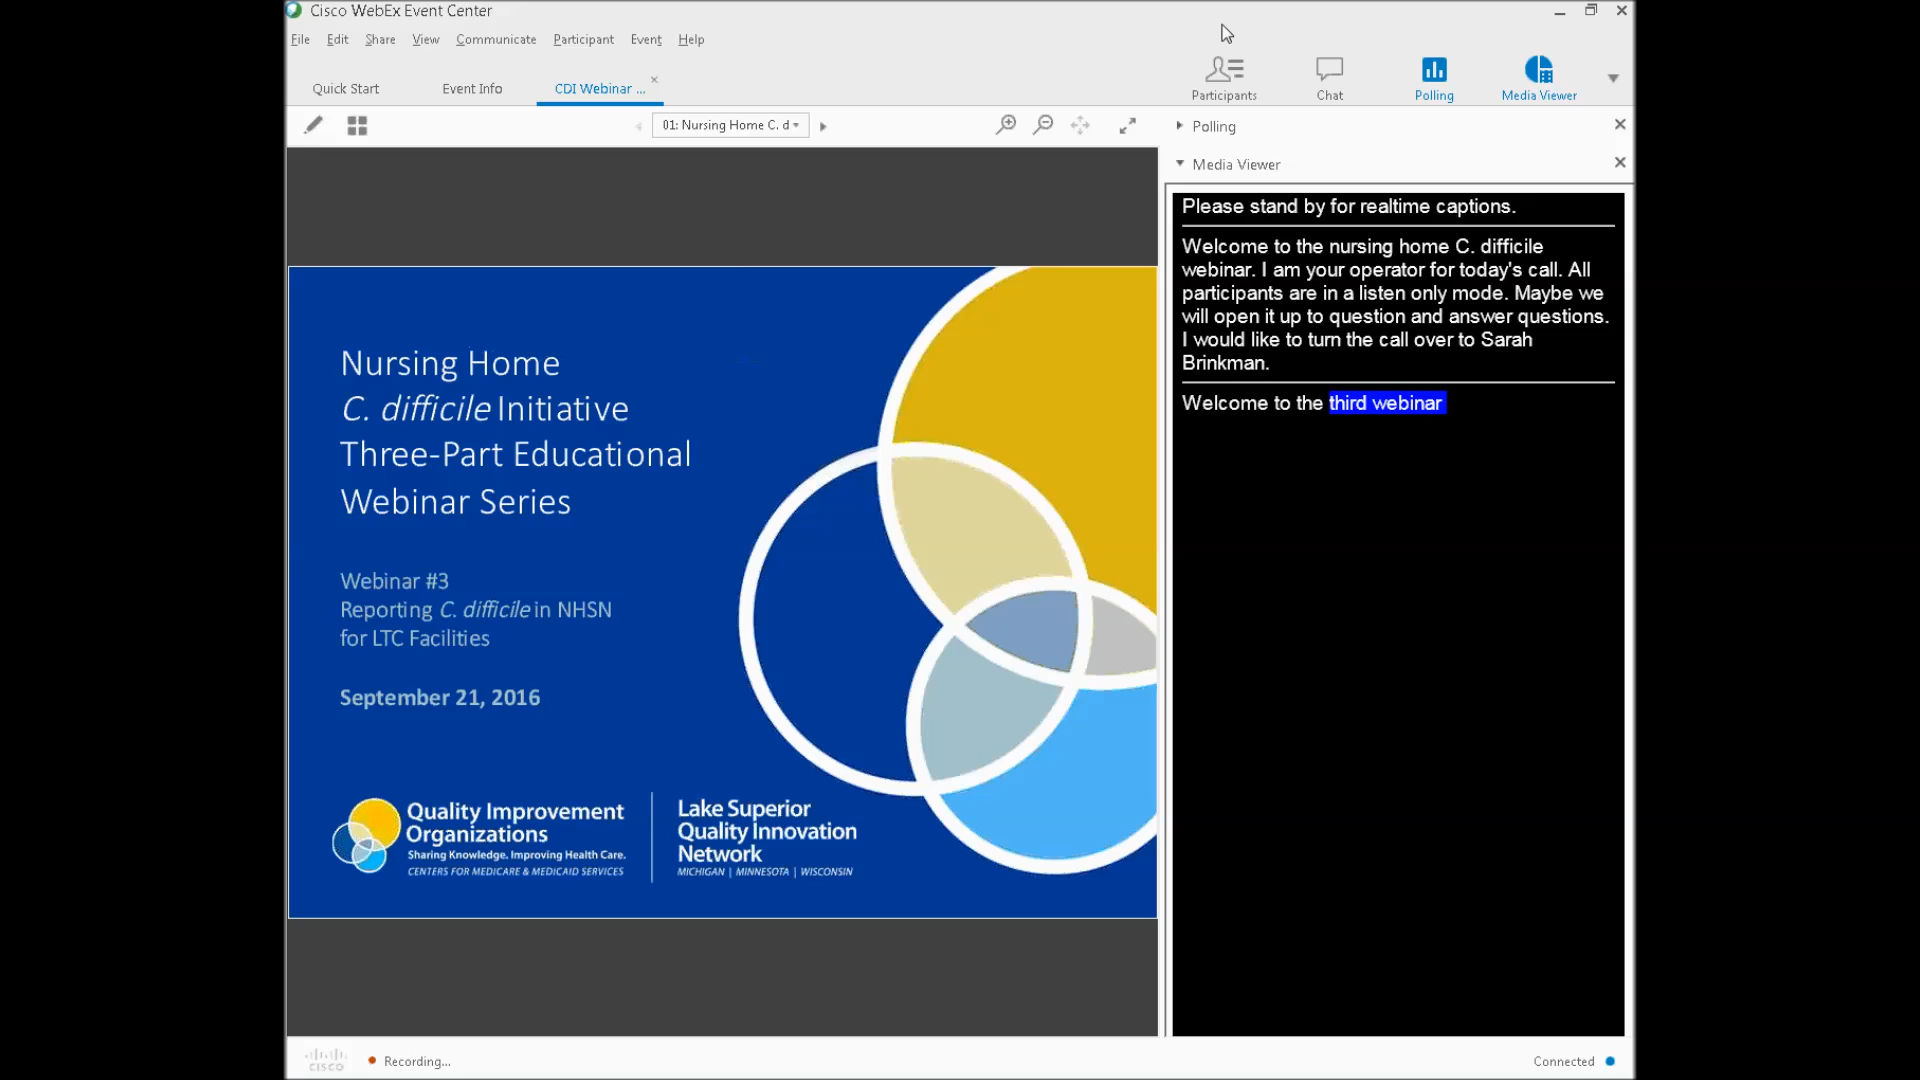 Cisco WebEx Event Center
File Edit Share View Communicate Participant Event Help
Quick Start Event Info CDI Webinar ...
Participants Chat Polling Media Viewer
01: Nursing Home C. d
Polling
Media Viewer
Nursing Home
C. difficile Initiative
Three-Part Educational
Webinar Series
Webinar #3
Reporting C. difficile in NHSN
for LTC Facilities
September 21, 2016
Quality Improvement
Organizations
Sharing Knowledge. Improving Health Care.
CENTERS FOR MEDICARE & MEDICAID SERVICES
Lake Superior
Quality Innovation
Network
MICHIGAN | MINNESOTA | WISCONSIN
Please stand by for realtime captions.
Welcome to the nursing home C. difficile
webinar. I am your operator for today's call. All
participants are in a listen only mode. Maybe we
will open it up to question and answer questions.
I would like to turn the call over to Sarah
Brinkman.
Welcome to the third webinar
CISCO
Recording...
Connected